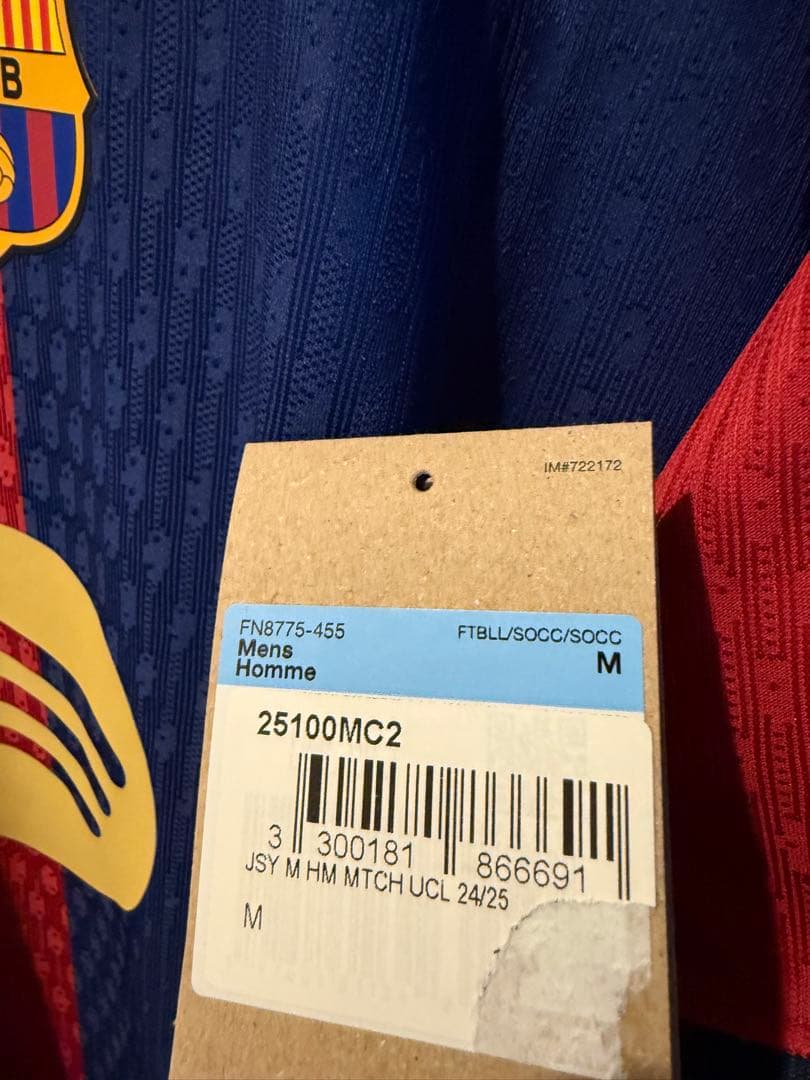 B
IM#722172
FN8775-455 FTBLL/SOCC/SOCC
Mens M
Homme
25100MC2
3 300181 866691
JSY M HM MTCH UCL 24/25
M